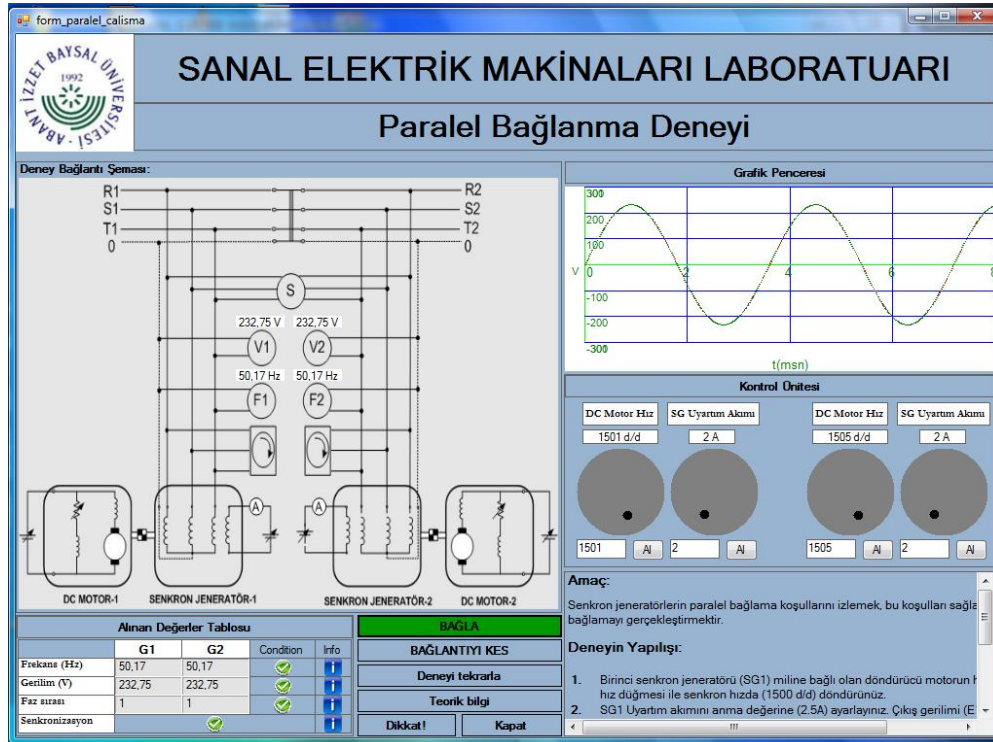 form_paralel_calisma
ABANT İZZET BAYSAL ÜNİVERSİTESİ
1992
SANAL ELEKTRİK MAKİNALARI LABORATUARI
Paralel Bağlanma Deneyi
Deney Bağlantı Şeması:
R1 R2
S1 S2
T1 T2
0 0
S
232,75 V 232,75 V
V1 V2
50,17 Hz 50,17 Hz
F1 F2
A A
DC MOTOR-1 SENKRON JENERATÖR-1 SENKRON JENERATÖR-2 DC MOTOR-2
Grafik Penceresi
300
200
100
V 0 2 4 6 8
-100
-200
-300
t(msn)
Kontrol Ünitesi
DC Motor Hız SG Uyartım Akımı DC Motor Hız SG Uyartım Akımı
1501 d/d 2 A 1505 d/d 2 A
1501 Al 2 Al 1505 Al 2 Al
Alınan Değerler Tablosu
G1 G2 Condition Info
Frekans (Hz) 50,17 50,17
Gerilim (V) 232,75 232,75
Faz sırası 1 1
Senkronizasyon
BAĞLA
BAĞLANTIYI KES
Deneyi tekrarla
Teorik bilgi
Dikkat! Kapat
Amaç:
Senkron jeneratörlerin paralel bağlama koşullarını izlemek, bu koşulları sağla
bağlamayı gerçekleştirmektir.
Deneyin Yapılışı:
1. Birinci senkron jeneratörü (SG1) miline bağlı olan döndürücü motorun h
hız düğmesi ile senkron hızda (1500 d/d) döndürünüz.
2. SG1 Uyartım akımını anma değerine (2.5A) ayarlayınız. Çıkış gerilimi (E